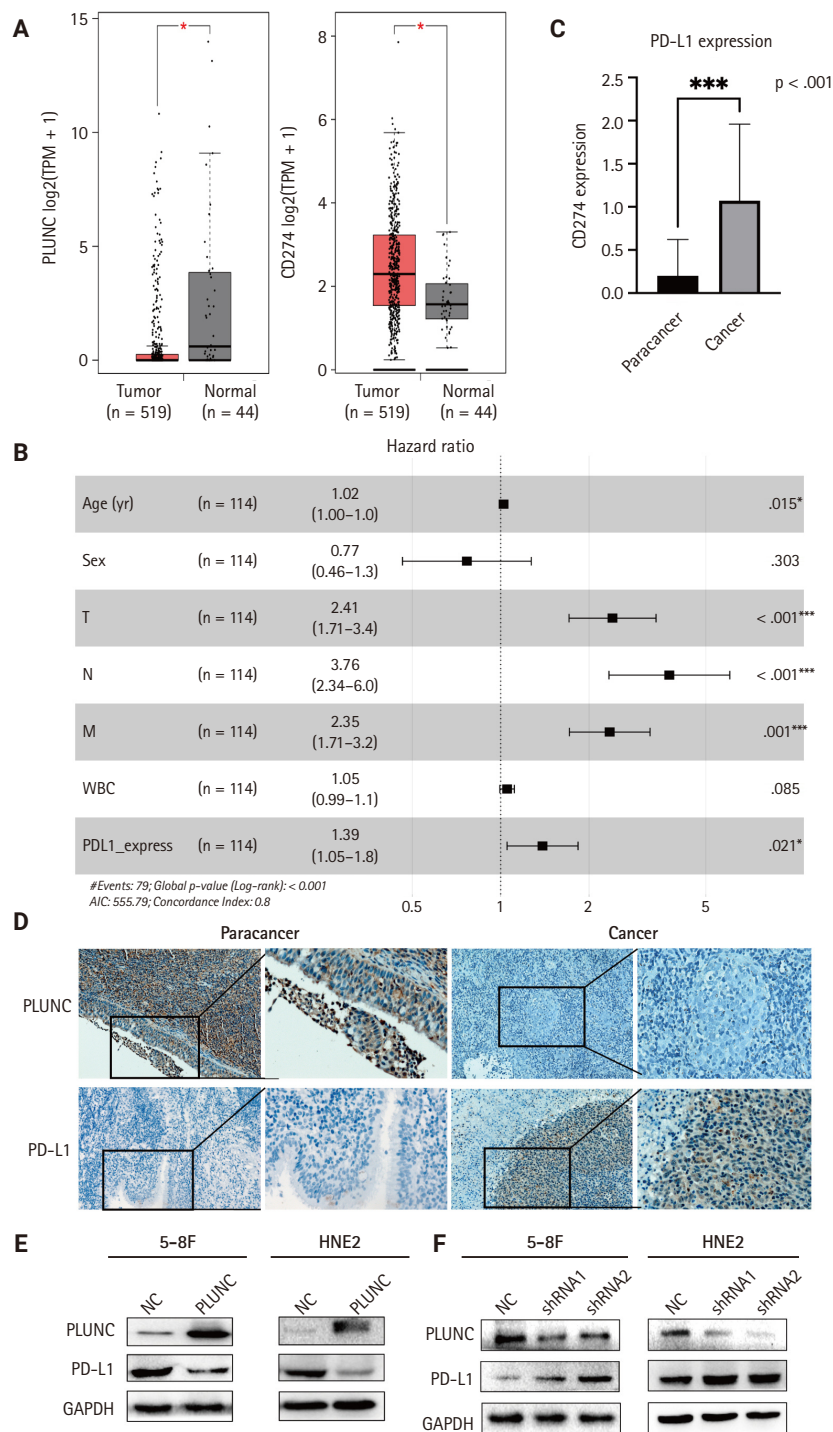 A
PLUNC log2(TPM + 1)
15
10
5
0
*
Tumor
(n = 519)
Normal
(n = 44)
CD274 log2(TPM + 1)
8
6
4
2
0
*
Tumor
(n = 519)
Normal
(n = 44)
C
PD-L1 expression
CD274 expression
2.5
2.0
1.5
1.0
0.5
0.0
***
p < .001
Paracancer
Cancer
B
Hazard ratio
Age (yr) (n = 114) 1.02 .015*
(1.00–1.0)
Sex (n = 114) 0.77 .303
(0.46–1.3)
T (n = 114) 2.41 < .001***
(1.71–3.4)
N (n = 114) 3.76 < .001***
(2.34–6.0)
M (n = 114) 2.35 .001***
(1.71–3.2)
WBC (n = 114) 1.05 .085
(0.99–1.1)
PDL1_express (n = 114) 1.39 .021*
(1.05–1.8)
#Events: 79; Global p-value (Log-rank): < 0.001
AIC: 555.79; Concordance Index: 0.8
0.5 1 2 5
D
Paracancer Cancer
PLUNC
PD-L1
E
5-8F HNE2
NC PLUNC NC PLUNC
PLUNC
PD-L1
GAPDH
F
5-8F HNE2
NC shRNA1 shRNA2 NC shRNA1 shRNA2
PLUNC
PD-L1
GAPDH